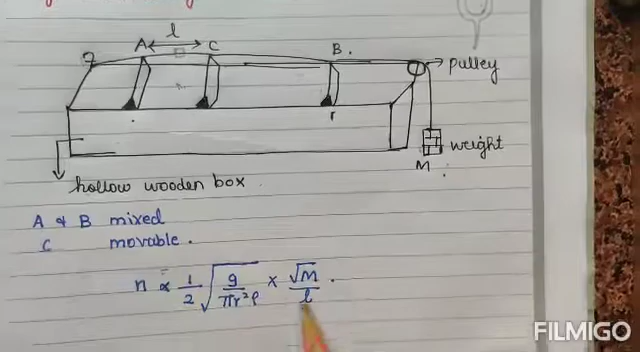 l
A C B.
pulley
weight
M.
hollow wooden box
A & B mixed
C movable.
n ∝ 1/2 √(g/πr²ρ) × √M/l .
FILMIGO